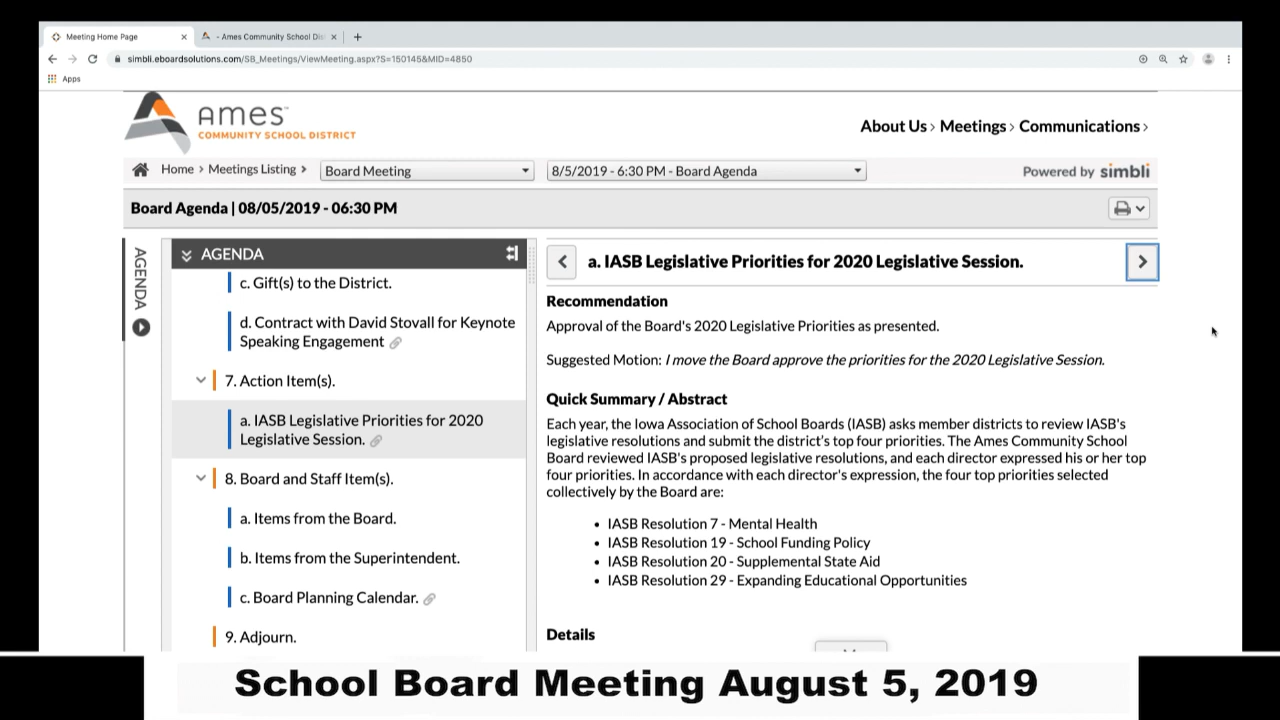 Meeting Home Page
- Ames Community School Dis
simbli.eboardsolutions.com/SB_Meetings/ViewMeeting.aspx?S=150145&MID=4850
Apps
AMES
COMMUNITY SCHOOL DISTRICT
About Us > Meetings > Communications >
Home > Meetings Listing > Board Meeting 8/5/2019 - 6:30 PM - Board Agenda Powered by simbli
Board Agenda | 08/05/2019 - 06:30 PM
AGENDA
AGENDA
c. Gift(s) to the District.
d. Contract with David Stovall for Keynote
Speaking Engagement
7. Action Item(s).
a. IASB Legislative Priorities for 2020
Legislative Session.
8. Board and Staff Item(s).
a. Items from the Board.
b. Items from the Superintendent.
c. Board Planning Calendar.
9. Adjourn.
a. IASB Legislative Priorities for 2020 Legislative Session.
Recommendation
Approval of the Board's 2020 Legislative Priorities as presented.
Suggested Motion: I move the Board approve the priorities for the 2020 Legislative Session.
Quick Summary / Abstract
Each year, the Iowa Association of School Boards (IASB) asks member districts to review IASB's
legislative resolutions and submit the district's top four priorities. The Ames Community School
Board reviewed IASB's proposed legislative resolutions, and each director expressed his or her top
four priorities. In accordance with each director's expression, the four top priorities selected
collectively by the Board are:
• IASB Resolution 7 - Mental Health
• IASB Resolution 19 - School Funding Policy
• IASB Resolution 20 - Supplemental State Aid
• IASB Resolution 29 - Expanding Educational Opportunities
Details
School Board Meeting August 5, 2019